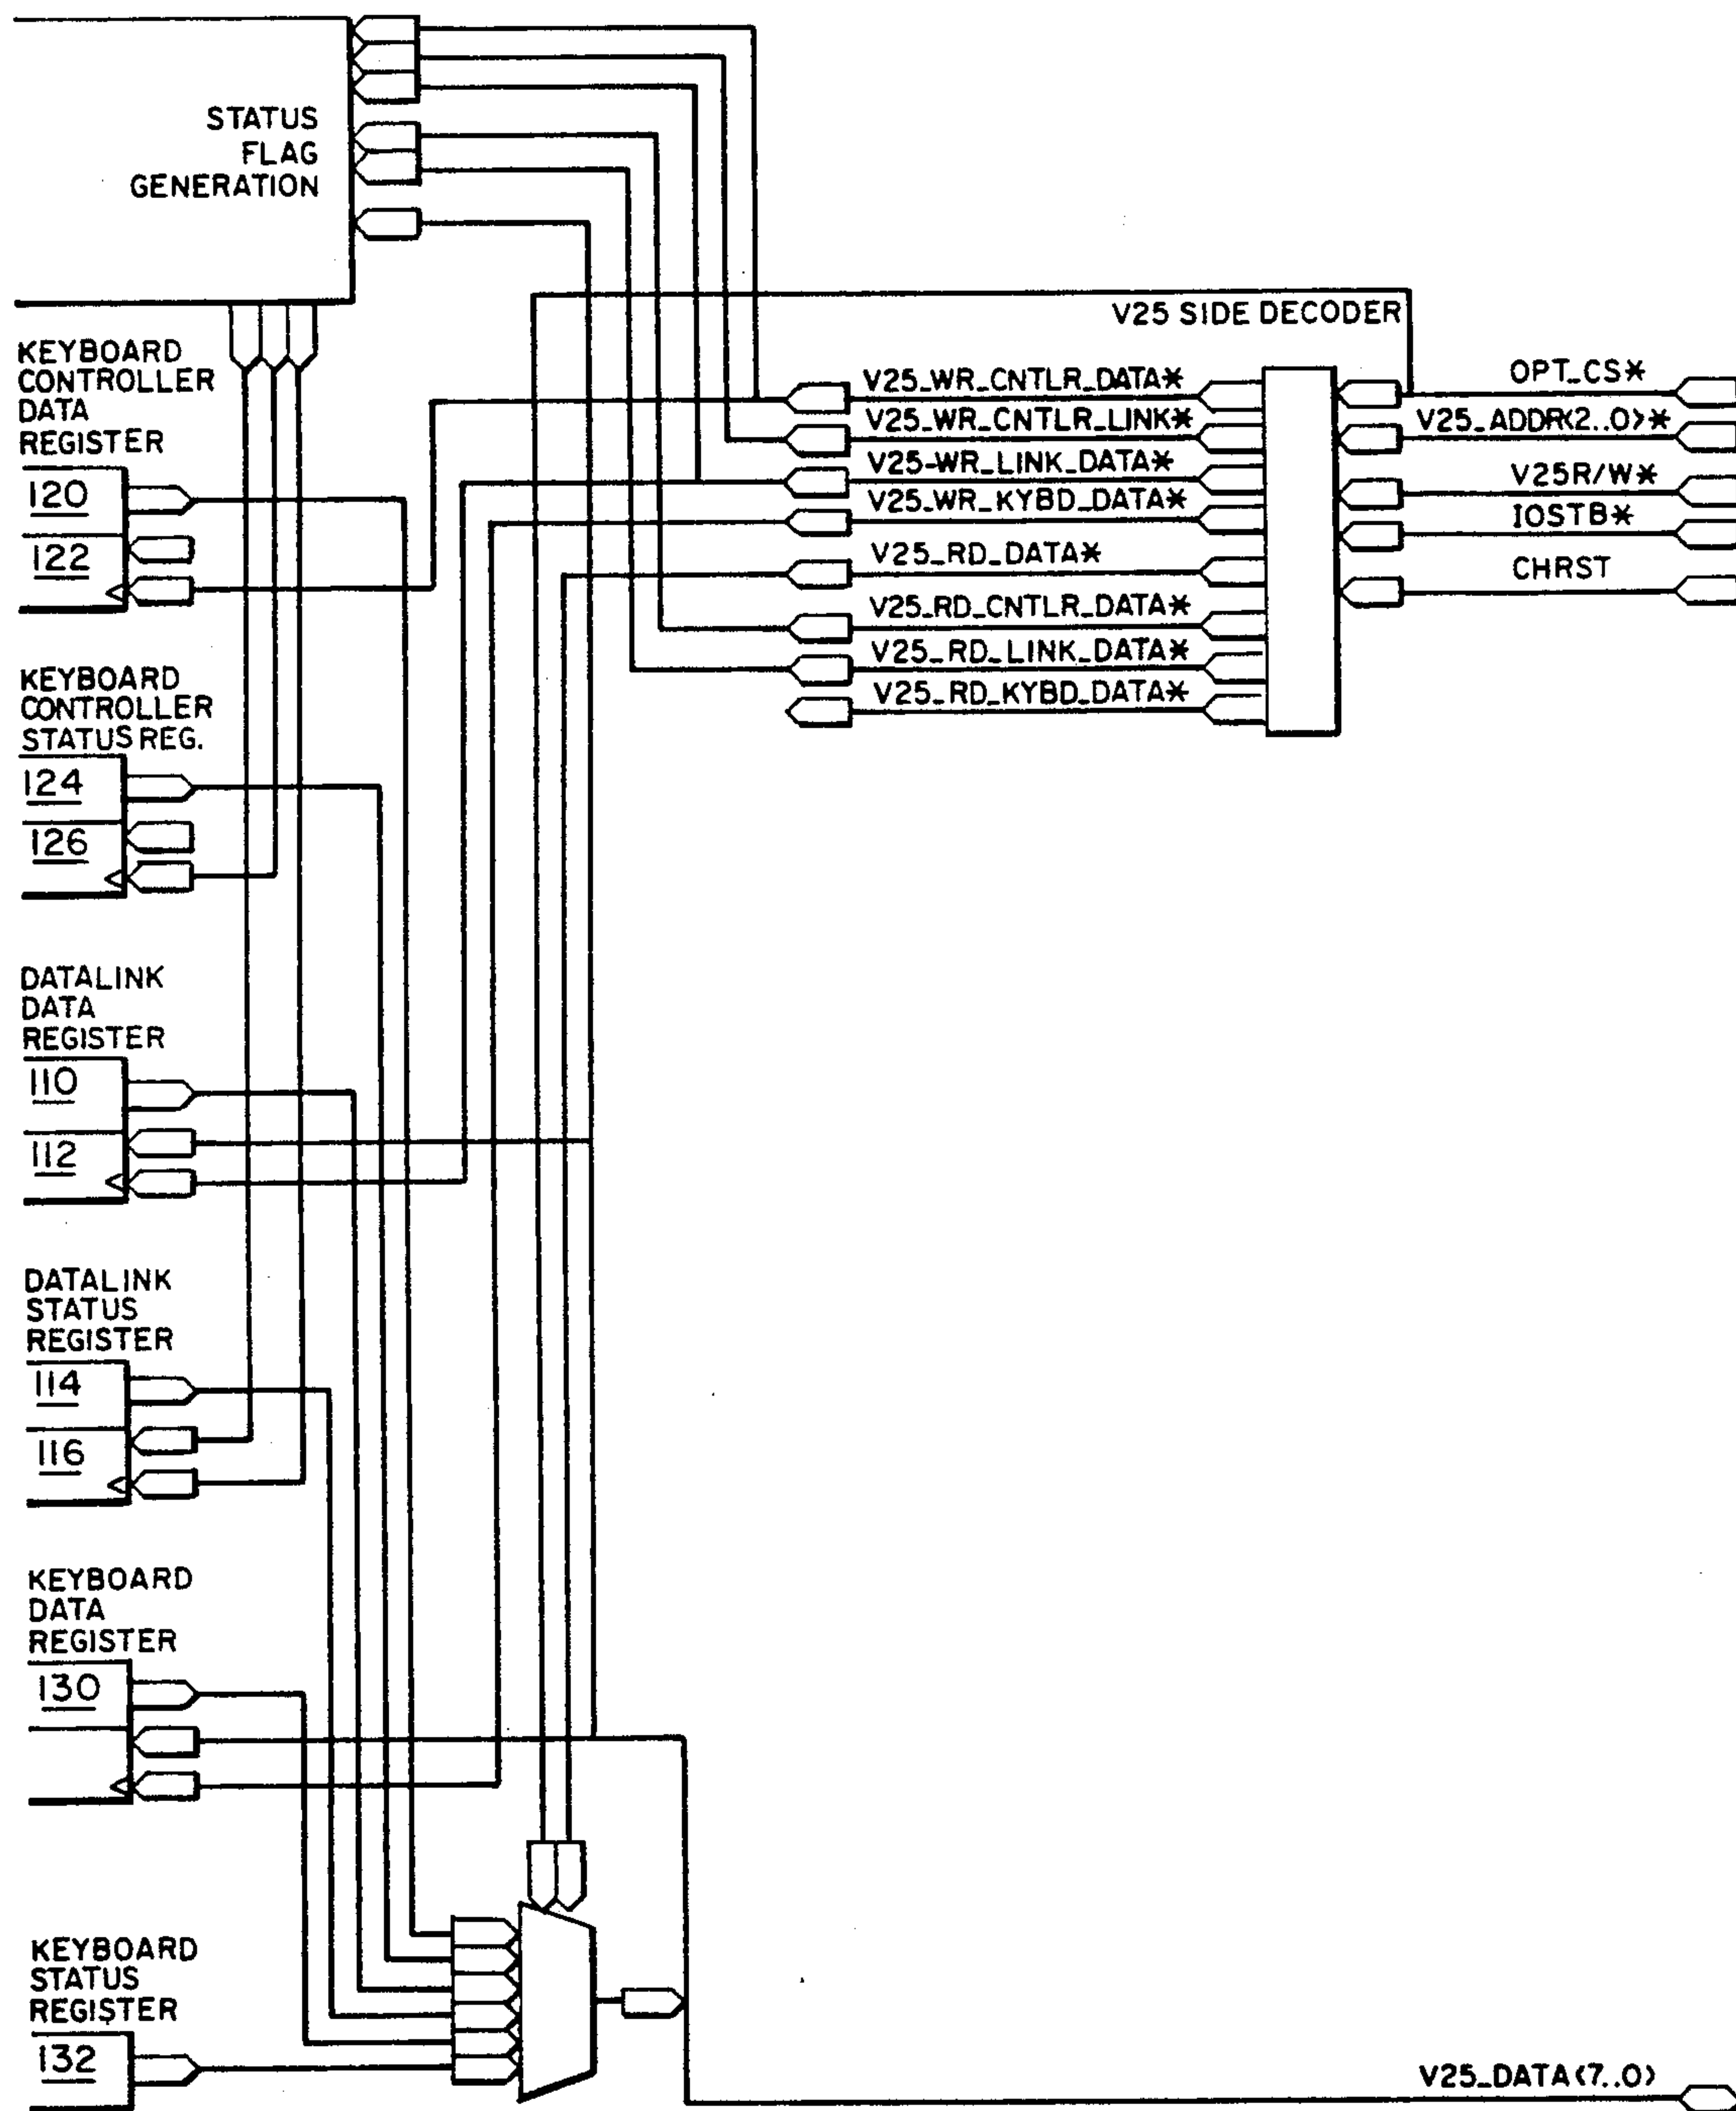 STATUS
FLAG
GENERATION
V25 SIDE DECODER
KEYBOARD
CONTROLLER
DATA
REGISTER
120
122
V25_WR_CNTLR_DATA*
V25_WR_CNTLR_LINK*
V25-WR_LINK_DATA*
V25_WR_KYBD_DATA*
V25_RD_DATA*
V25_RD_CNTLR_DATA*
V25_RD_LINK_DATA*
V25_RD_KYBD_DATA*
OPT_CS*
V25_ADDR(2..0)*
V25R/W*
IOSTB*
CHRST
KEYBOARD
CONTROLLER
STATUS REG.
124
126
DATALINK
DATA
REGISTER
110
112
DATALINK
STATUS
REGISTER
114
116
KEYBOARD
DATA
REGISTER
130
KEYBOARD
STATUS
REGISTER
132
V25_DATA(7..0)